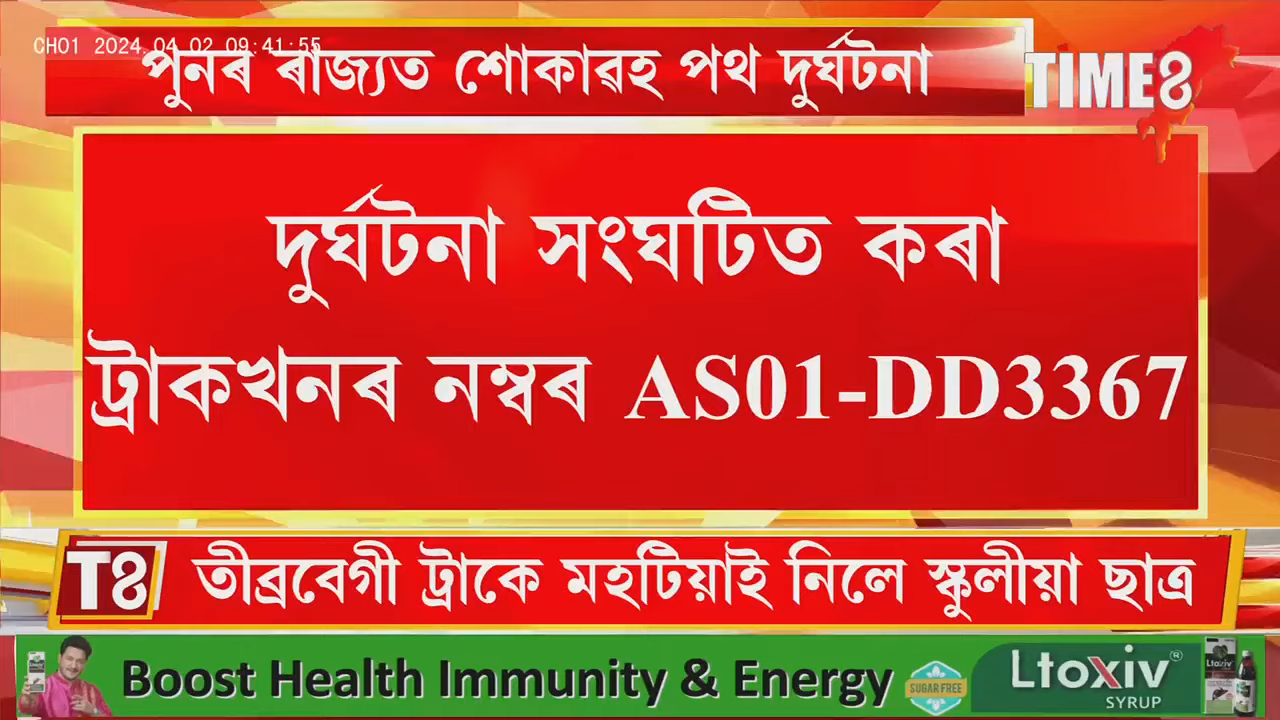 CH01 2024.04.02 09:41:55
পুনৰ ৰাজ্যত শোকাৱহ পথ দুৰ্ঘটনা
TIME8
দুৰ্ঘটনা সংঘটিত কৰা
ট্ৰাকখনৰ নম্বৰ AS01-DD3367
T8 তীব্ৰবেগী ট্ৰাকে মহটিয়াই নিলে স্কুলীয়া ছাত্ৰ
Boost Health Immunity & Energy
SUGAR FREE
Ltoxiv®
SYRUP